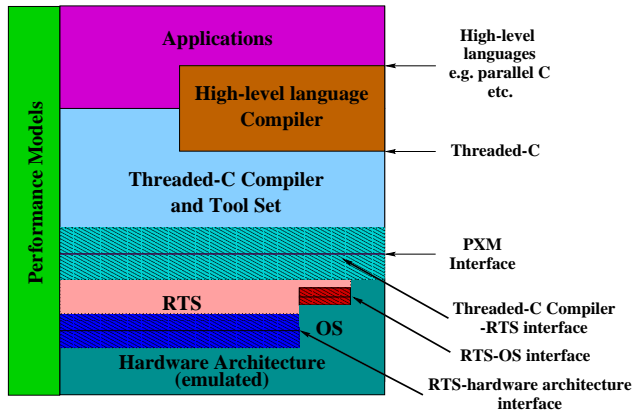 Performance Models
Applications
High-level language
Compiler
Threaded-C Compiler
and Tool Set
RTS
OS
Hardware Architecture
(emulated)
High-level
languages
e.g. parallel C
etc.
Threaded-C
PXM
Interface
Threaded-C Compiler
-RTS interface
RTS-OS interface
RTS-hardware architecture
interface